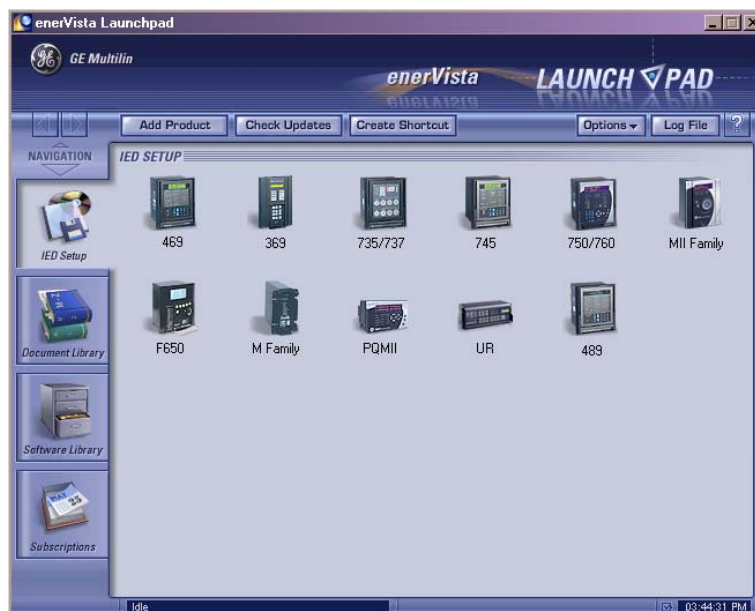 enerVista Launchpad
GE Multilin
enerVista LAUNCH PAD
Add Product Check Updates Create Shortcut Options Log File ?
NAVIGATION
IED SETUP
469 369 735/737 745 750/760 MII Family
IED Setup
F650 M Family PQMII UR 489
Document Library
Software Library
MAY
25
Subscriptions
Idle 03:44:31 PM